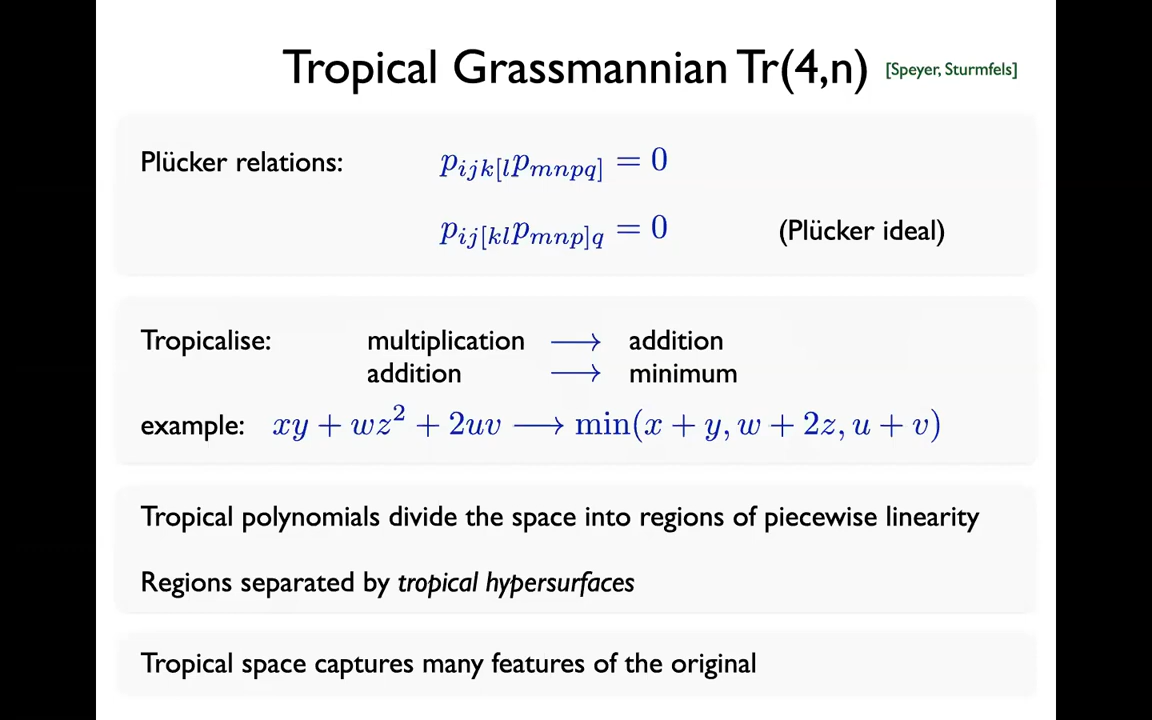 Tropical Grassmannian Tr(4,n) [Speyer, Sturmfels]
Plücker relations: $p_{ijk[l}p_{mnpq]} = 0$
$p_{ij[kl}p_{mnp]q} = 0$ (Plücker ideal)
Tropicalise: multiplication ⟶ addition
addition ⟶ minimum
example: $xy + wz^2 + 2uv \longrightarrow \min(x + y, w + 2z, u + v)$
Tropical polynomials divide the space into regions of piecewise linearity
Regions separated by tropical hypersurfaces
Tropical space captures many features of the original